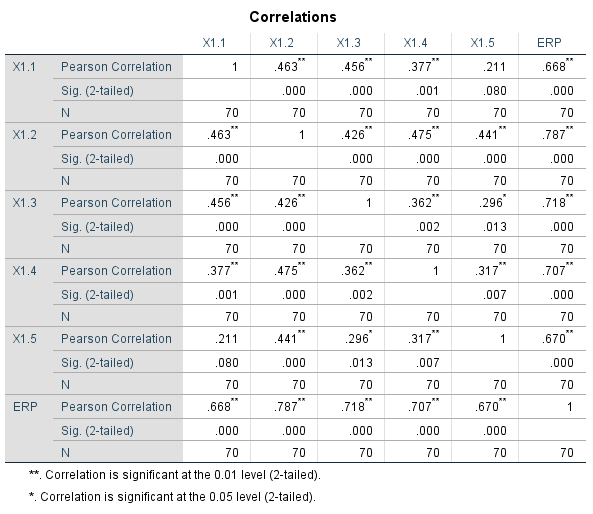 Correlations
X1.1 X1.2 X1.3 X1.4 X1.5 ERP
X1.1 Pearson Correlation 1 .463** .456** .377** .211 .668**
Sig. (2-tailed) .000 .000 .001 .080 .000
N 70 70 70 70 70 70
X1.2 Pearson Correlation .463** 1 .426** .475** .441** .787**
Sig. (2-tailed) .000 .000 .000 .000 .000
N 70 70 70 70 70 70
X1.3 Pearson Correlation .456** .426** 1 .362** .296* .718**
Sig. (2-tailed) .000 .000 .002 .013 .000
N 70 70 70 70 70 70
X1.4 Pearson Correlation .377** .475** .362** 1 .317** .707**
Sig. (2-tailed) .001 .000 .002 .007 .000
N 70 70 70 70 70 70
X1.5 Pearson Correlation .211 .441** .296* .317** 1 .670**
Sig. (2-tailed) .080 .000 .013 .007 .000
N 70 70 70 70 70 70
ERP Pearson Correlation .668** .787** .718** .707** .670** 1
Sig. (2-tailed) .000 .000 .000 .000 .000
N 70 70 70 70 70 70
**. Correlation is significant at the 0.01 level (2-tailed).
*. Correlation is significant at the 0.05 level (2-tailed).